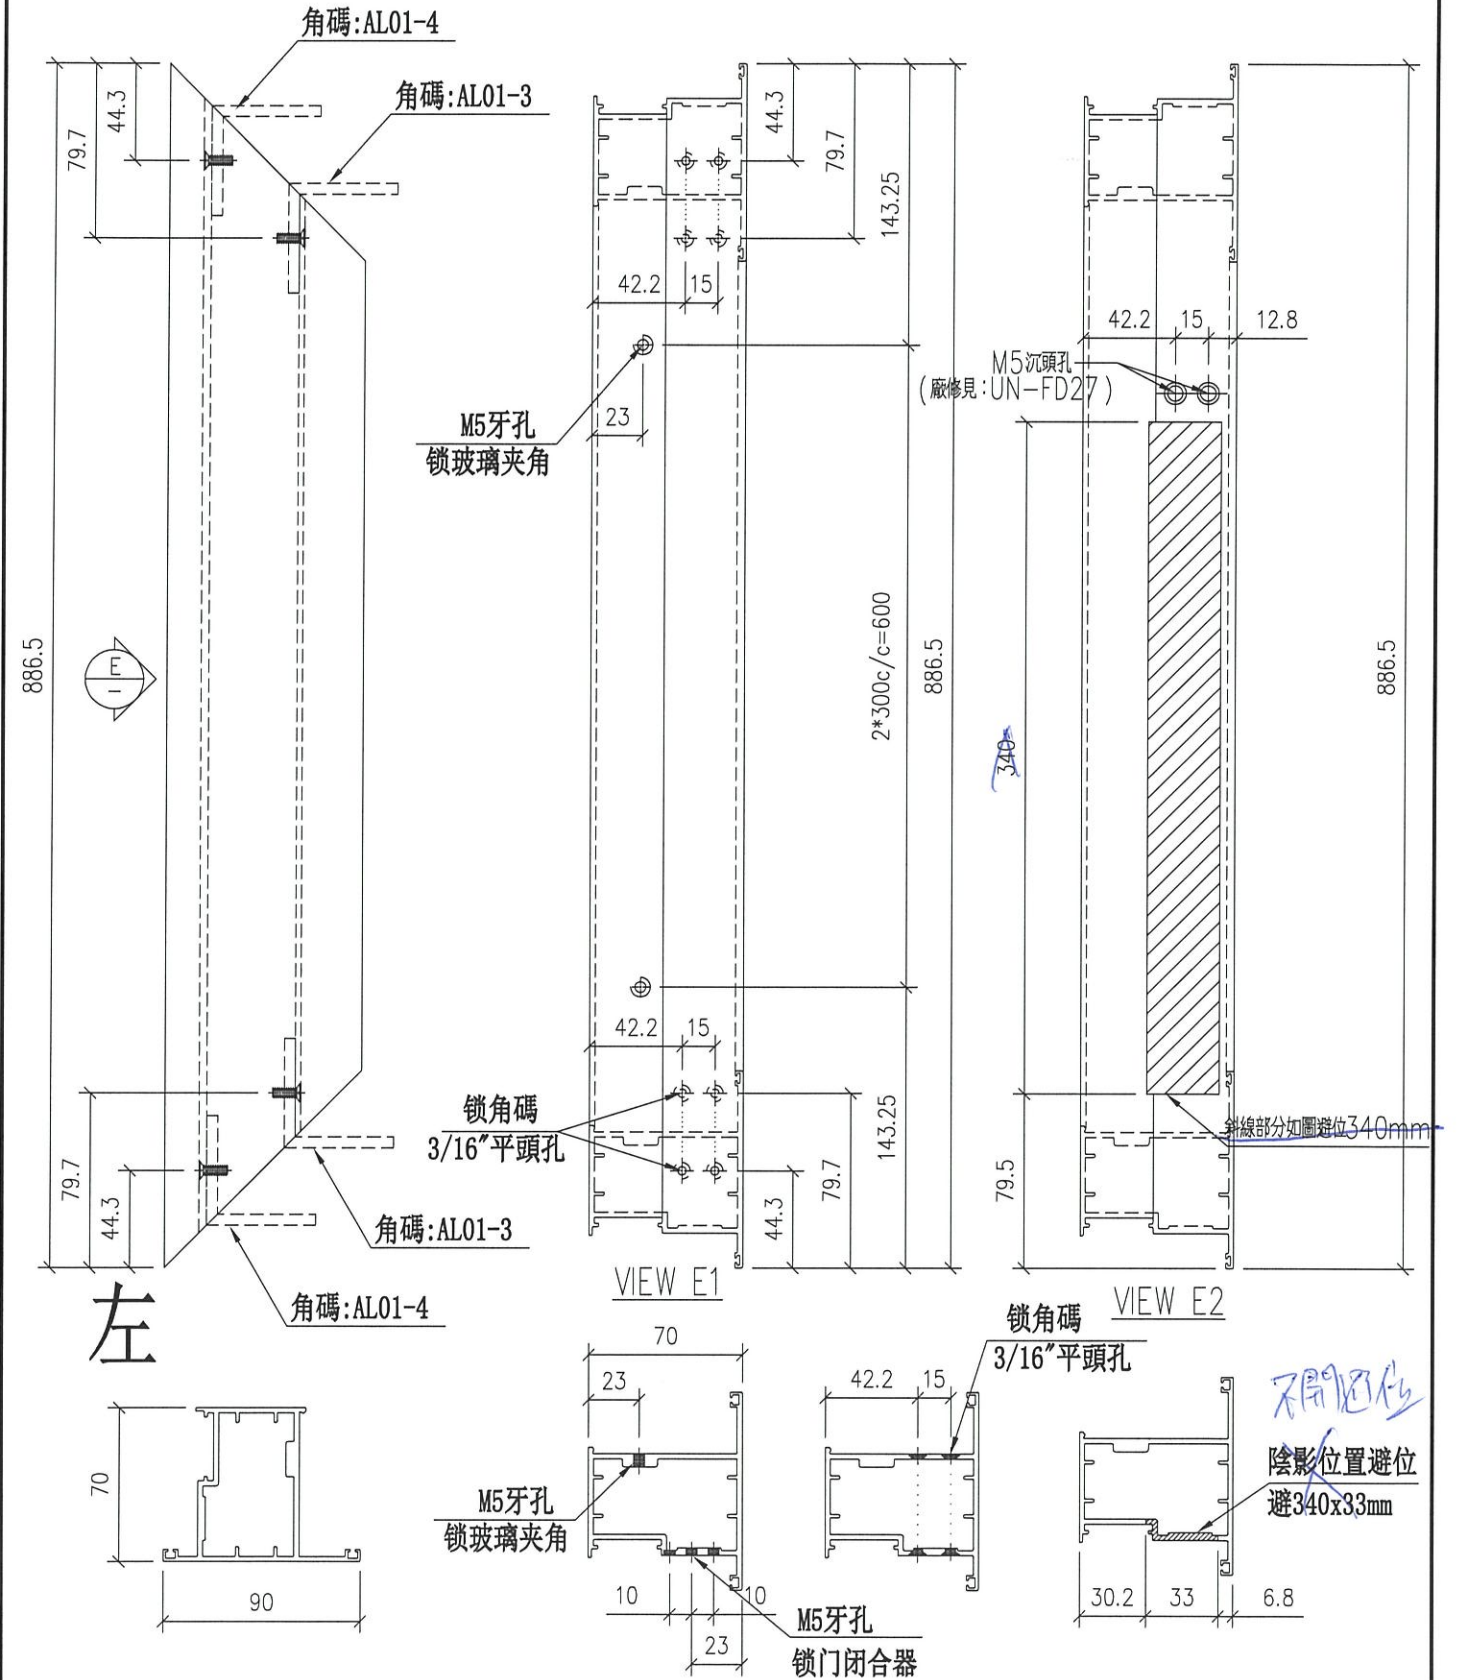 角碼:AL01-4
角碼:AL01-3
44.3
79.7
886.5
E
-
79.7
44.3
角碼:AL01-3
角碼:AL01-4
左
44.3
79.7
143.25
42.2
15
M5牙孔
锁玻璃夹角
23
2*300c/c=600
886.5
42.2
15
锁角碼
3/16"平頭孔
143.25
79.7
44.3
VIEW E1
42.2
15
12.8
M5沉頭孔
(廠修見:UN-FD27)
340
886.5
斜線部分如圖避位340mm
79.5
VIEW E2
70
90
70
23
M5牙孔
锁玻璃夹角
10
10
23
M5牙孔
锁门闭合器
锁角碼
3/16"平頭孔
42.2
15
陰影位置避位
避340x33mm
30.2
33
6.8